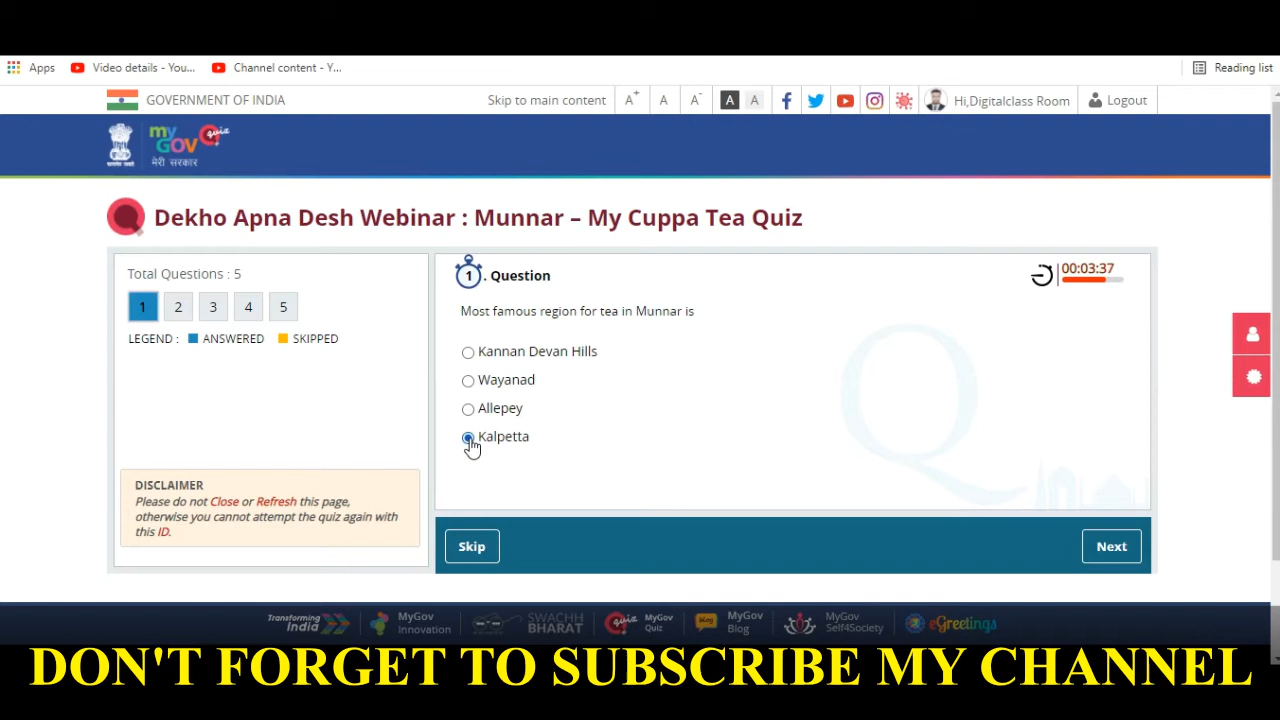 Apps Video details - You... Channel content - Y... Reading list
GOVERNMENT OF INDIA Skip to main content A+ A A- A A Hi,Digitalclass Room Logout
my GOV quiz
मेरी सरकार
Dekho Apna Desh Webinar : Munnar – My Cuppa Tea Quiz
Total Questions : 5
1 2 3 4 5
LEGEND : ANSWERED SKIPPED
DISCLAIMER
Please do not Close or Refresh this page,
otherwise you cannot attempt the quiz again with
this ID.
1 . Question 00:03:37
Most famous region for tea in Munnar is
Kannan Devan Hills
Wayanad
Allepey
Kalpetta
Skip Next
Transforming India MyGov Innovation SWACHH BHARAT quiz MyGov Quiz blog MyGov Blog MyGov Self4Society eGreetings
DON'T FORGET TO SUBSCRIBE MY CHANNEL